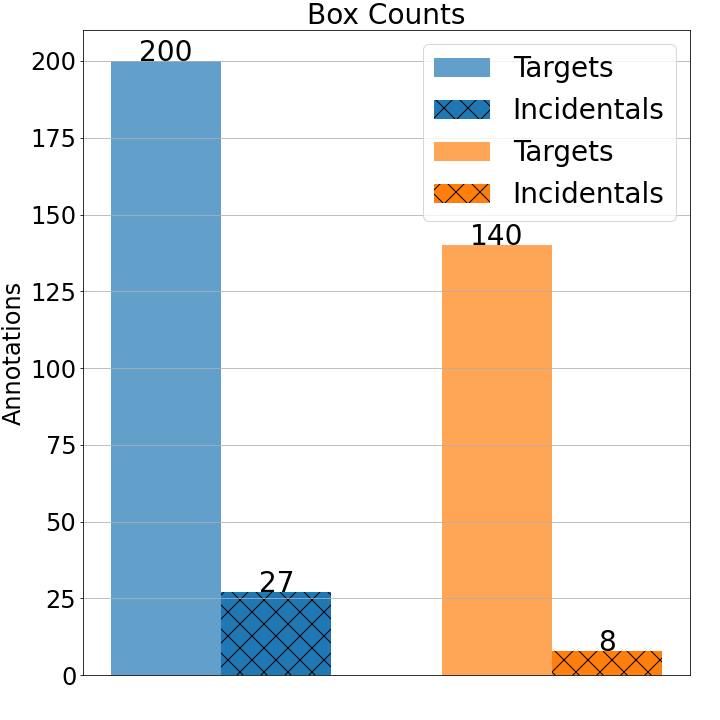 Box Counts
Annotations
200
175
150
125
100
75
50
25
0
200
27
140
8
Targets
Incidentals
Targets
Incidentals